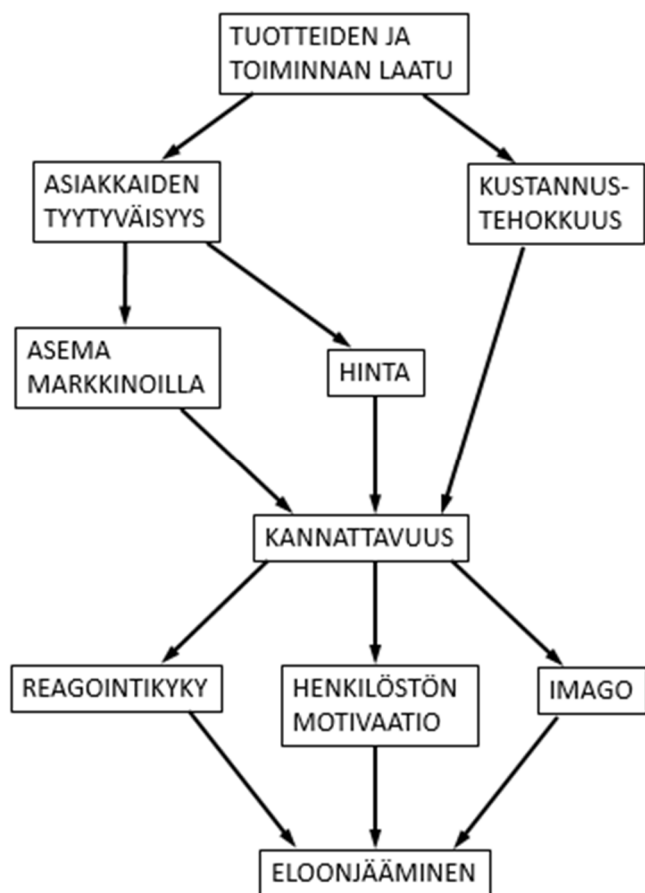 TUOTTEIDEN JA
TOIMINNAN LAATU
ASIAKKAIDEN
TYYTYVÄISYYS
KUSTANNUS-
TEHOKKUUS
ASEMA
MARKKINOILLA
HINTA
KANNATTAVUUS
REAGOINTIKYKY
HENKILÖSTÖN
MOTIVAATIO
IMAGO
ELOONJÄÄMINEN